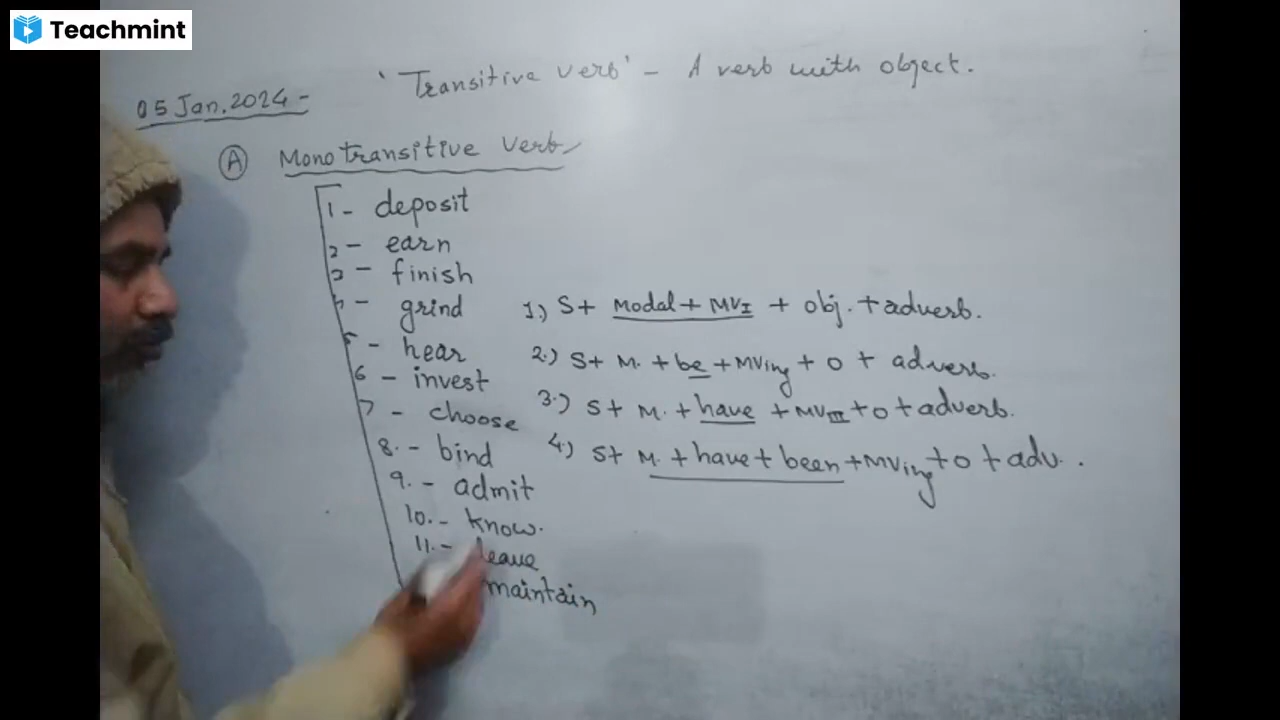 Teachmint
'Transitive verb' - A verb with object.
05 Jan. 2024 -
A Monotransitive Verb
1 - deposit
2 - earn
3 - finish
4 - grind
5 - hear
6 - invest
7 - choose
8. - bind
9. - admit
10. - know.
11. - leave
maintain
1.) S + Modal + MVI + obj. + adverb.
2.) S + M. + be + MVing + O + adverb.
3.) S + M. + have + MVIII + O + adverb.
4.) S + M. + have + been + MVing + O + adv.